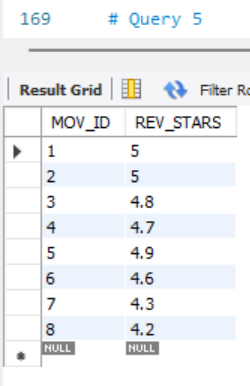 169 # Query 5
Result Grid Filter Ro
MOV_ID REV_STARS
1 5
2 5
3 4.8
4 4.7
5 4.9
6 4.6
7 4.3
8 4.2
NULL NULL